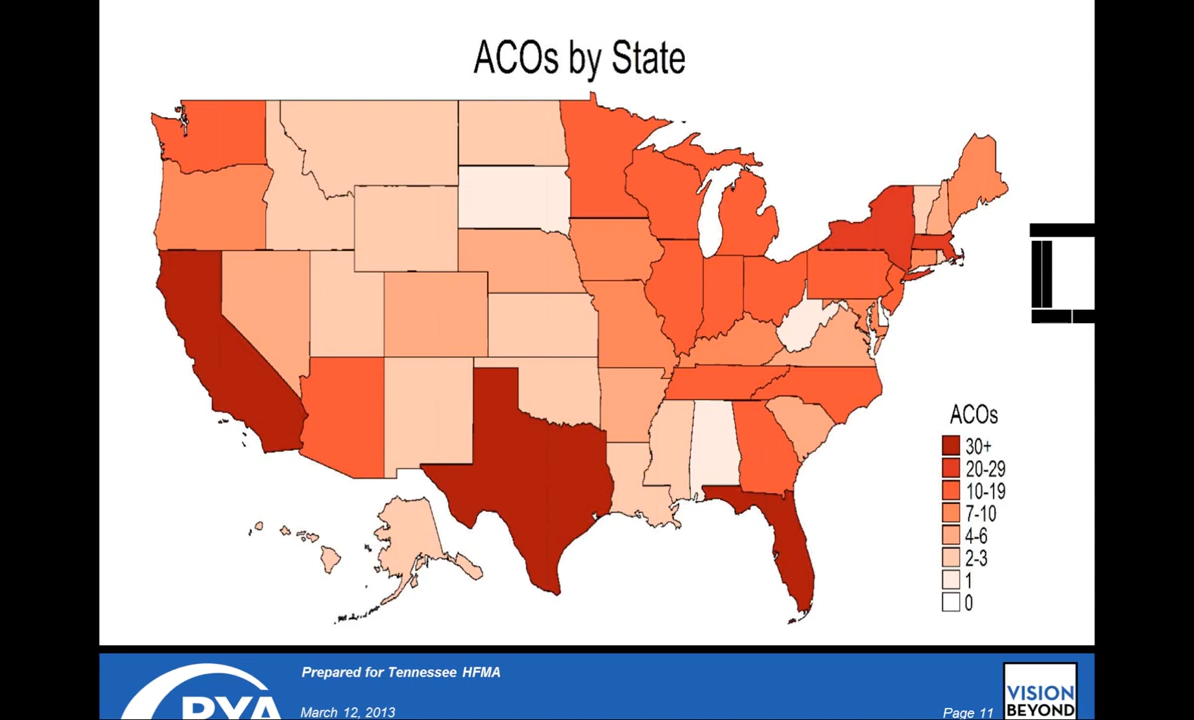 ACOs by State
ACOs
30+
20-29
10-19
7-10
4-6
2-3
1
0
Prepared for Tennessee HFMA
PYA
March 12, 2013
Page 11
VISION
BEYOND